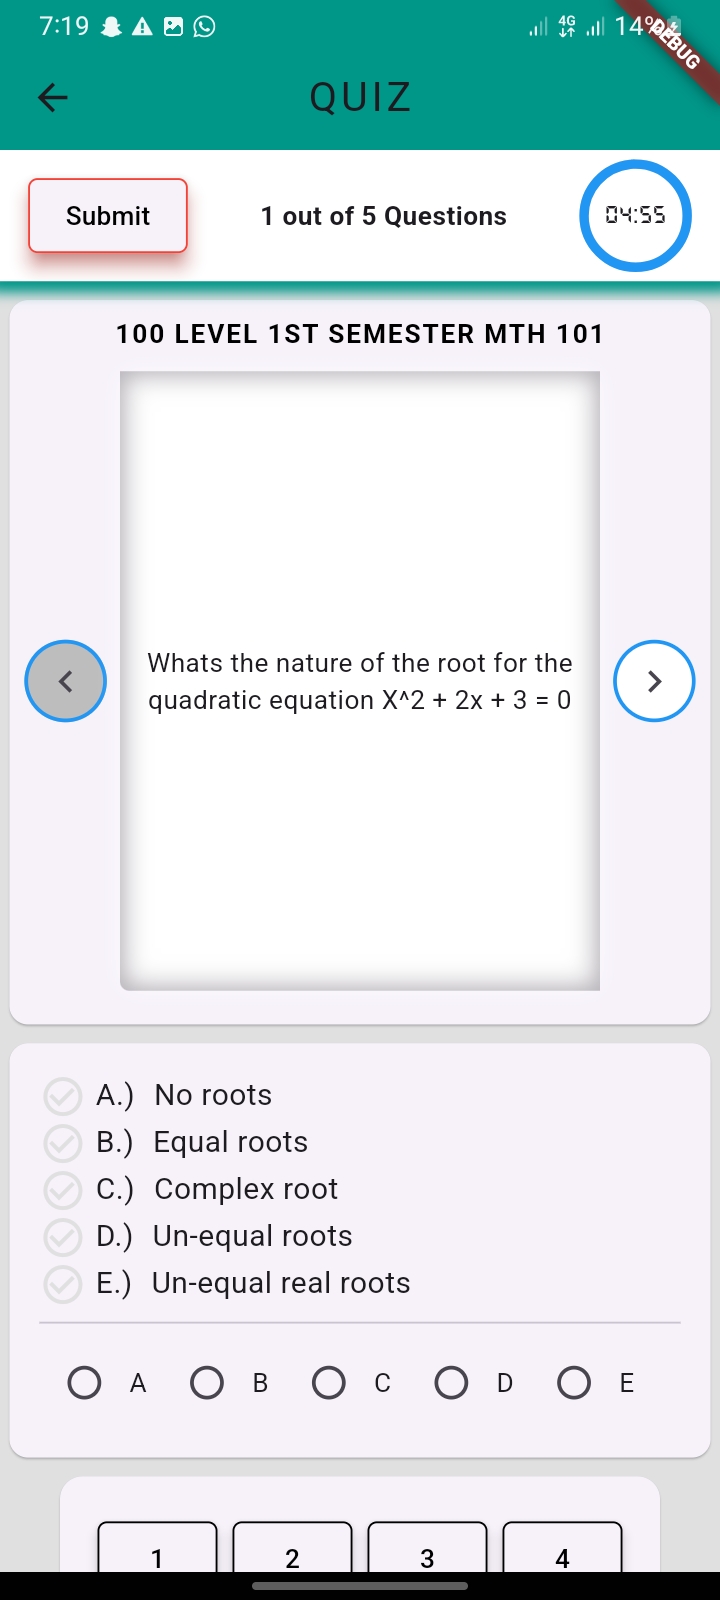 7:19
4G
14%
DEBUG
QUIZ
Submit
1 out of 5 Questions
04:55
100 LEVEL 1ST SEMESTER MTH 101
Whats the nature of the root for the
quadratic equation X^2 + 2x + 3 = 0
A.) No roots
B.) Equal roots
C.) Complex root
D.) Un-equal roots
E.) Un-equal real roots
A B C D E
1 2 3 4